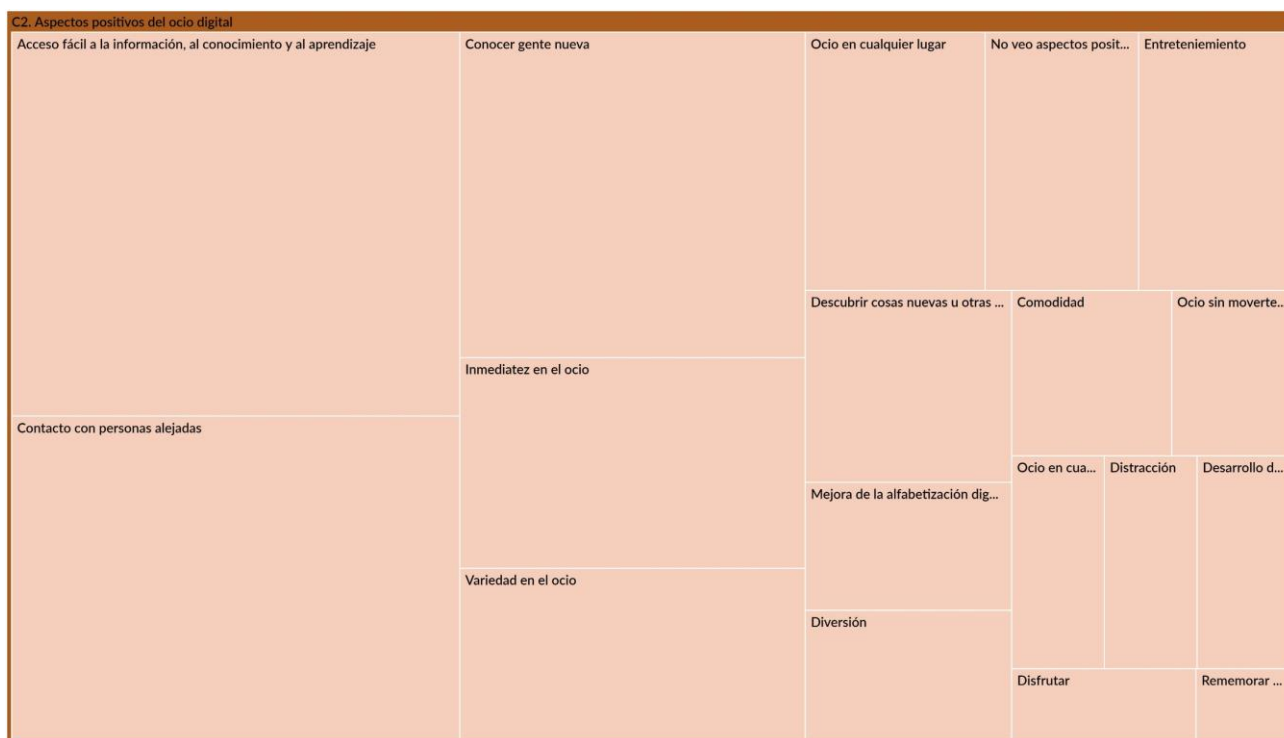 C2. Aspectos positivos del ocio digital
Acceso fácil a la información, al conocimiento y al aprendizaje
Contacto con personas alejadas
Conocer gente nueva
Inmediatez en el ocio
Variedad en el ocio
Ocio en cualquier lugar
No veo aspectos posit...
Entreteniemiento
Descubrir cosas nuevas u otras ...
Comodidad
Ocio sin moverte...
Mejora de la alfabetización dig...
Diversión
Ocio en cua...
Distracción
Desarrollo d...
Disfrutar
Rememorar ...